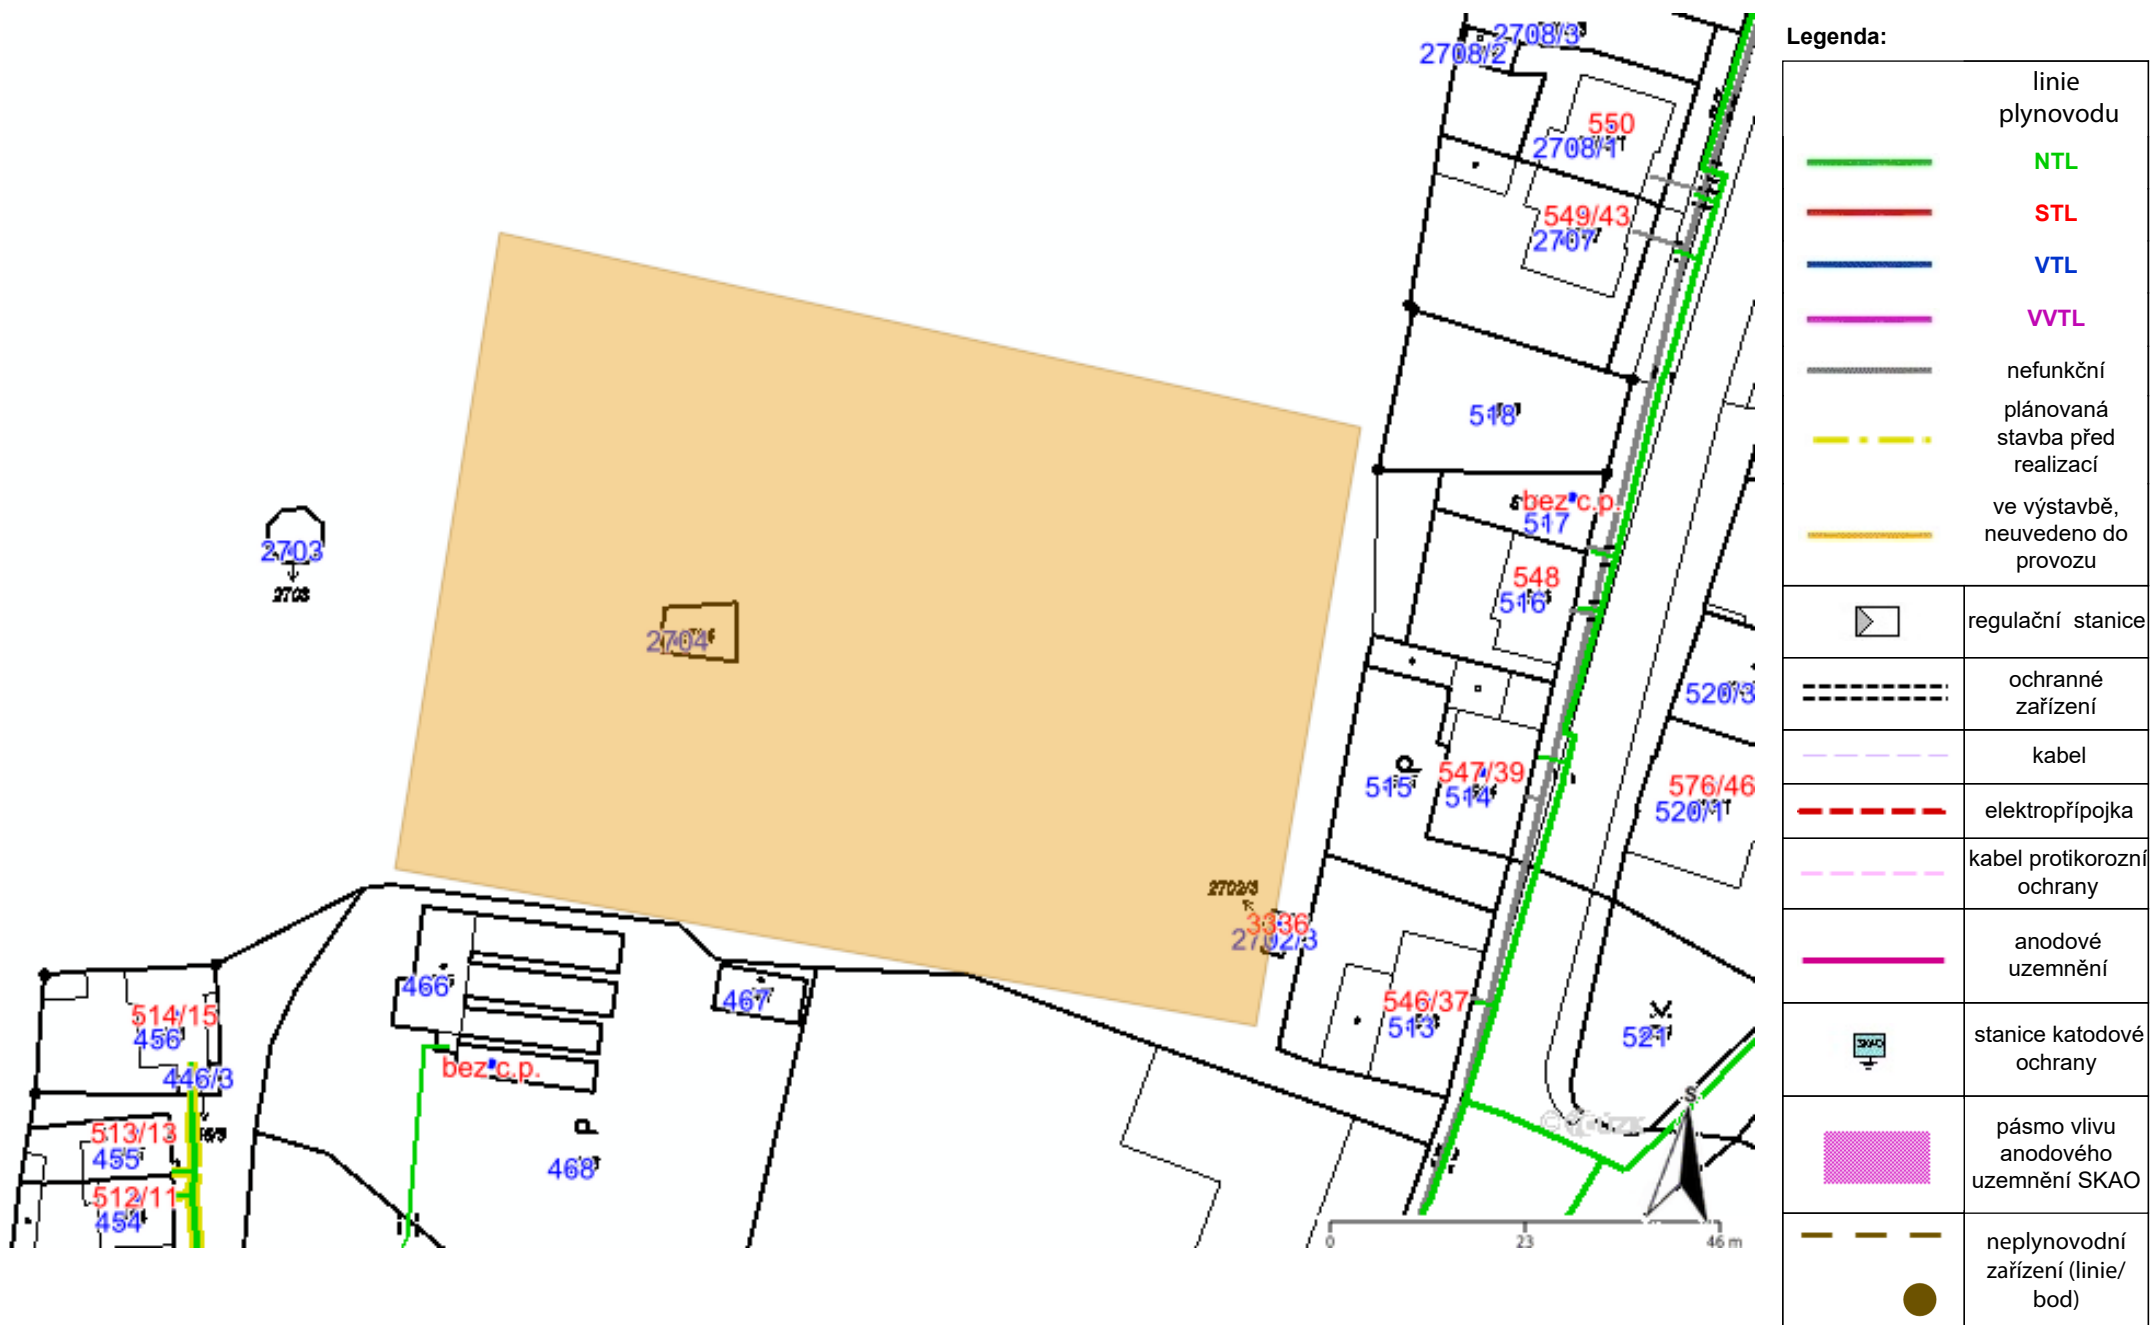 2708/3
2708/2
550
2708/1
549/43
2707
518
bez c.p.
517
548
516
520/3
2703
2703
2704
P
515
547/39
514
576/46
520/1
2702/3
3336
2702/3
466
467
514/15
456
446/3
bez c.p.
546/37
513
K.
521
513/13
455
512/11
454
P
468
S
0 23 46 m
Legenda:
linie
plynovodu
NTL
STL
VTL
VVTL
nefunkční
plánovaná
stavba před
realizací
ve výstavbě,
neuvedeno do
provozu
regulační stanice
ochranné
zařízení
kabel
elektropřípojka
kabel protikorozní
ochrany
anodové
uzemnění
SKAO
stanice katodové
ochrany
pásmo vlivu
anodového
uzemnění SKAO
neplynovodní
zařízení (linie/
bod)